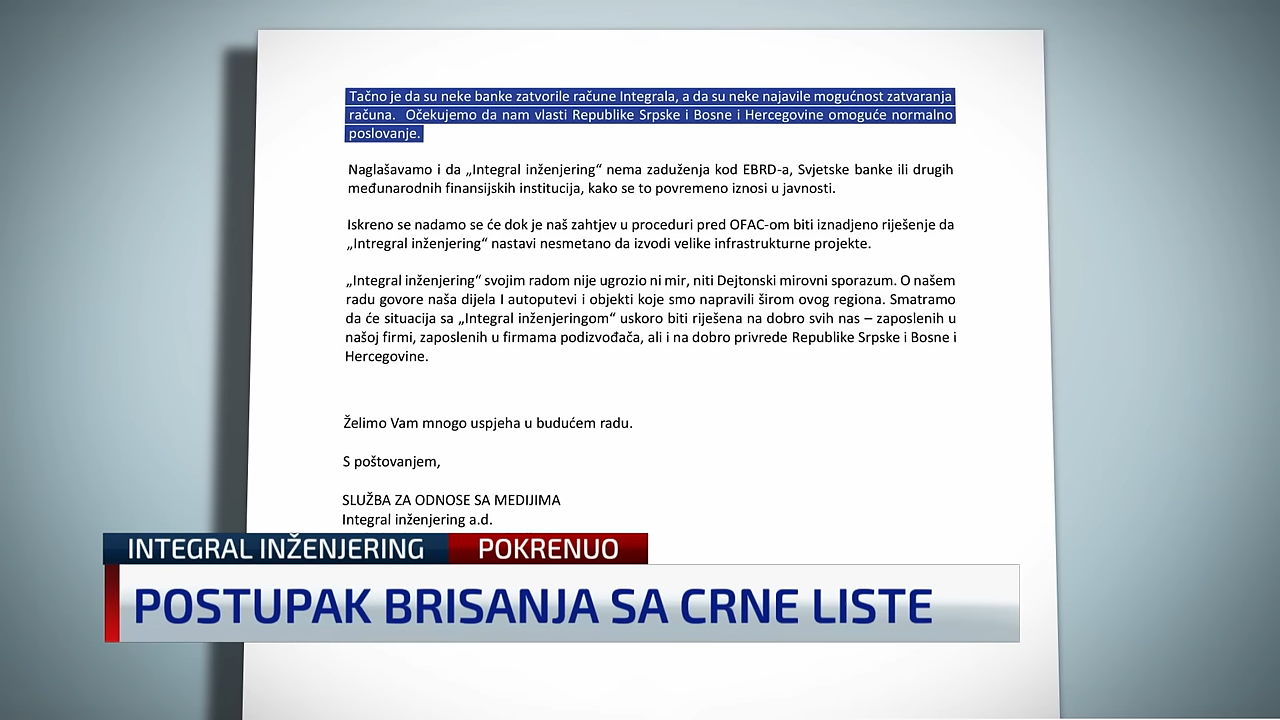 Tačno je da su neke banke zatvorile račune Integrala, a da su neke najavile mogućnost zatvaranja
računa. Očekujemo da nam vlasti Republike Srpske i Bosne i Hercegovine omoguće normalno
poslovanje.
Naglašavamo i da „Integral inženjering“ nema zaduženja kod EBRD-a, Svjetske banke ili drugih
međunarodnih finansijskih institucija, kako se to povremeno iznosi u javnosti.
Iskreno se nadamo se će dok je naš zahtjev u proceduri pred OFAC-om biti iznadjeno riješenje da
„Intregral inženjering“ nastavi nesmetano da izvodi velike infrastrukturne projekte.
„Integral inženjering“ svojim radom nije ugrozio ni mir, niti Dejtonski mirovni sporazum. O našem
radu govore naša dijela I autoputevi i objekti koje smo napravili širom ovog regiona. Smatramo
da će situacija sa „Integral inženjeringom“ uskoro biti riješena na dobro svih nas – zaposlenih u
našoj firmi, zaposlenih u firmama podizvođača, ali i na dobro privrede Republike Srpske i Bosne i
Hercegovine.
Želimo Vam mnogo uspjeha u budućem radu.
S poštovanjem,
SLUŽBA ZA ODNOSE SA MEDIJIMA
Integral inženjering a.d.
INTEGRAL INŽENJERING POKRENUO
POSTUPAK BRISANJA SA CRNE LISTE